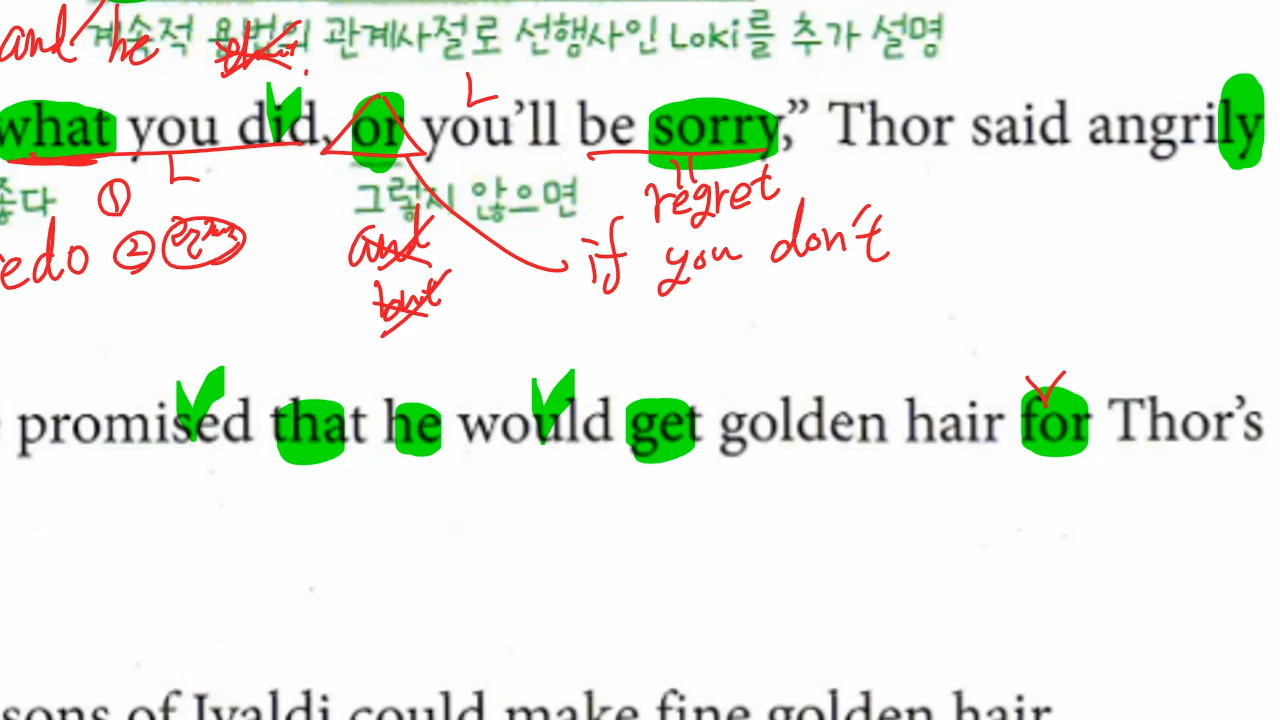 and he
계속적 용법의 관계사절로 선행사인 Loki를 추가 설명
what you did, or you'll be sorry," Thor said angrily
좋다 ① 그렇지 않으면 regret
edo ② and if you don't
but
promised that he would get golden hair for Thor's
sons of Ivaldi could make fine golden hair